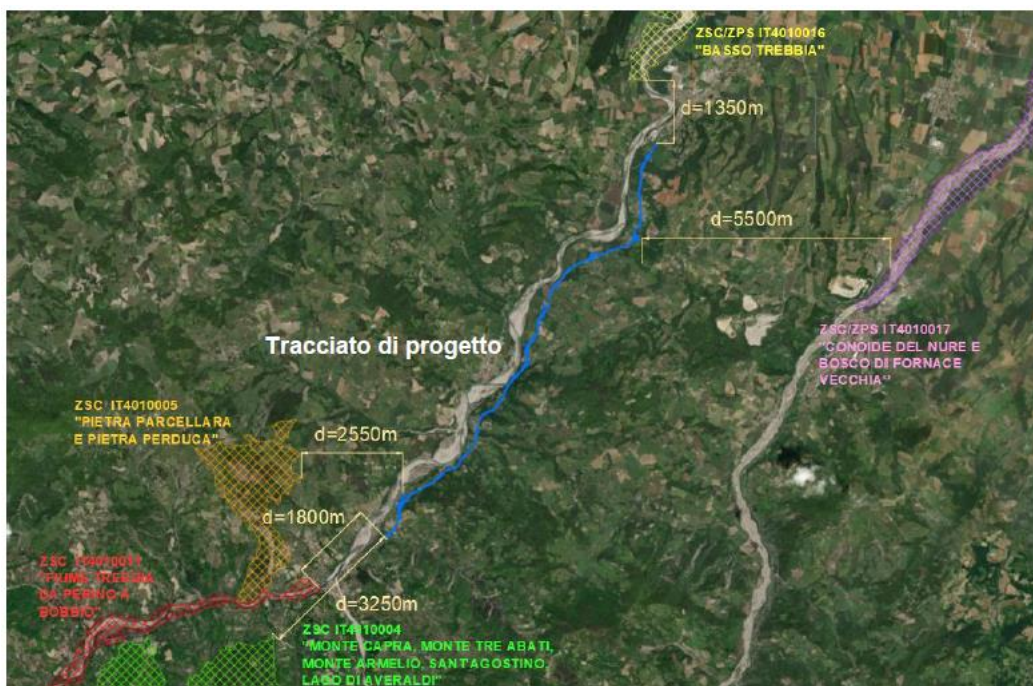 ZSC/ZPS IT4010016
"BASSO TREBBIA"
d=1350m
d=5500m
Tracciato di progetto
ZSC/ZPS IT4010017
"CONOIDE DEL NURE E
BOSCO DI FORNACE
VECCHIA"
ZSC IT4010005
"PIETRA PARCELLARA
E PIETRA PERDUCA"
d=2550m
d=1800m
ZSC IT4010011
"FIUME TREBBIA
DA PERINO A
BOBBIO"
d=3250m
ZSC IT4010004
"MONTE CAPRA, MONTE TRE ABATI,
MONTE ARMELIO, SANT'AGOSTINO,
LAGO DI AVERALDI"